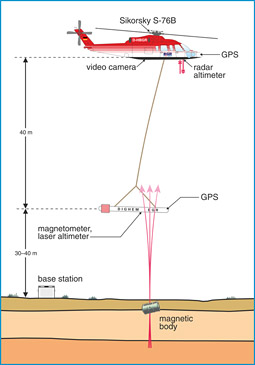 Sikorsky S-76B
GPS
video camera
radar
altimeter
40 m
GPS
magnetometer,
laser altimeter
30–40 m
base station
magnetic
body